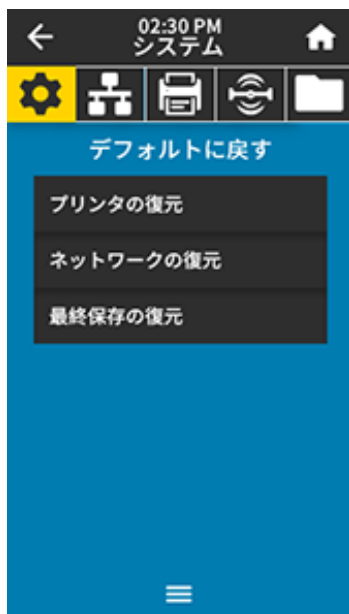 02:30 PM
システム
デフォルトに戻す
プリンタの復元
ネットワークの復元
最終保存の復元